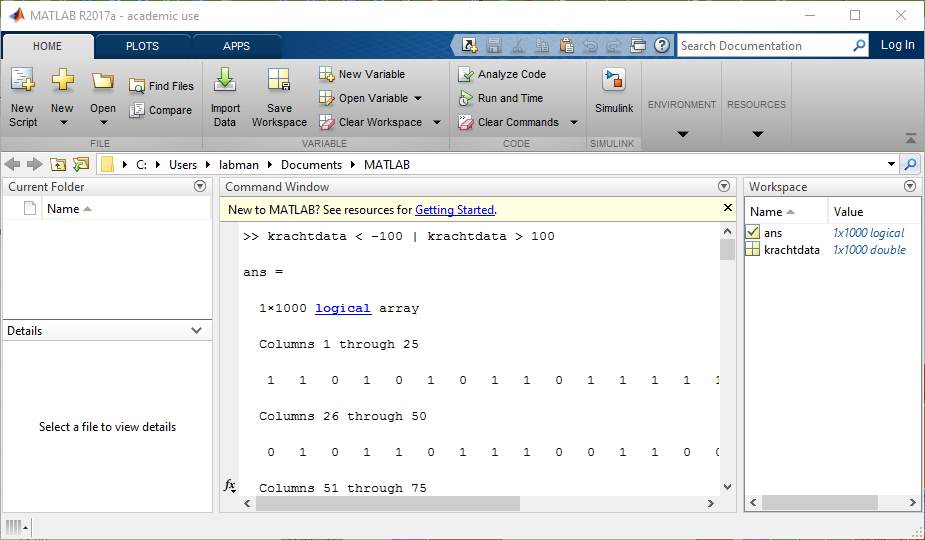 MATLAB R2017a - academic use
HOME PLOTS APPS
Search Documentation
Log In
New Script
New
Open
Find Files
Compare
Import Data
Save Workspace
New Variable
Open Variable
Clear Workspace
Analyze Code
Run and Time
Clear Commands
Simulink
ENVIRONMENT
RESOURCES
FILE VARIABLE CODE SIMULINK
C: Users labman Documents MATLAB
Current Folder
Name
Details
Select a file to view details
Command Window
New to MATLAB? See resources for Getting Started.
>> krachtdata < -100 | krachtdata > 100
ans =
1×1000 logical array
Columns 1 through 25
1 1 0 1 0 1 0 1 1 0 1 1 1 1 1
Columns 26 through 50
0 1 0 1 1 0 1 1 1 0 0 1 1 0 0
Columns 51 through 75
fx
Workspace
Name Value
ans 1x1000 logical
krachtdata 1x1000 double